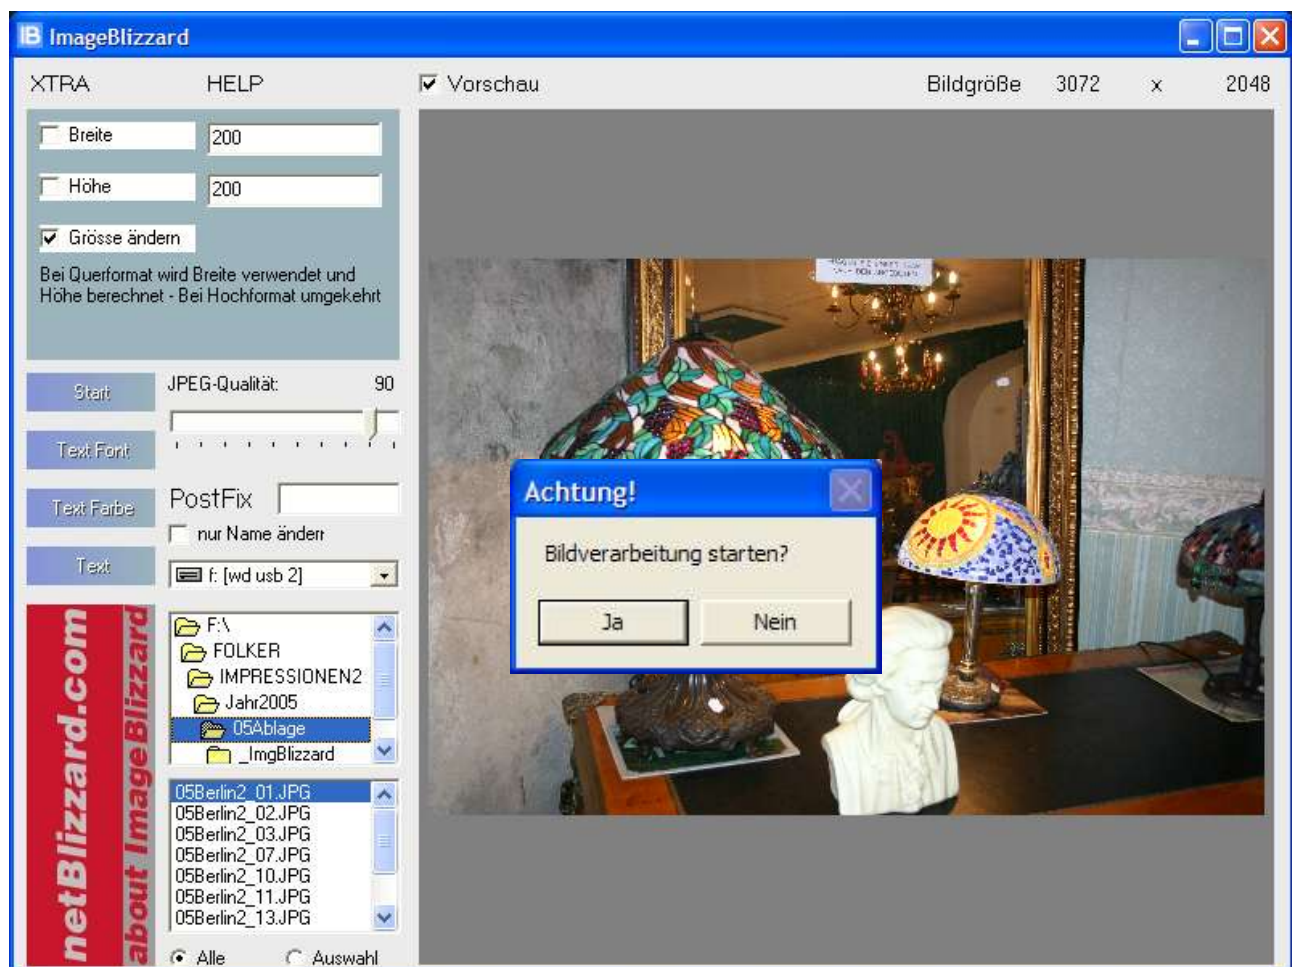 IB ImageBlizzard
XTRA HELP
Vorschau Bildgröße 3072 x 2048
Breite 200
Höhe 200
Grösse ändern
Bei Querformat wird Breite verwendet und
Höhe berechnet - Bei Hochformat umgekehrt
Start
JPEG-Qualität: 90
Text Font
Text Farbe
PostFix
nur Name ändern
Text
f: [wd usb 2]
F:\
FOLKER
IMPRESSIONEN2
Jahr2005
05Ablage
_ImgBlizzard
05Berlin2_01.JPG
05Berlin2_02.JPG
05Berlin2_03.JPG
05Berlin2_07.JPG
05Berlin2_10.JPG
05Berlin2_11.JPG
05Berlin2_13.JPG
Alle Auswahl
netBlizzard.com
about ImageBlizzard
Achtung!
Bildverarbeitung starten?
Ja Nein